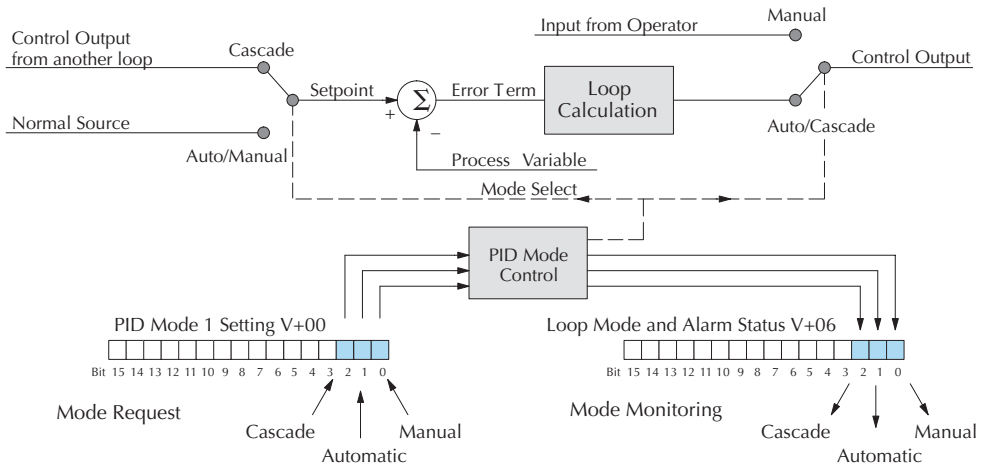 Control Output
from another loop
Cascade
Normal Source
Auto/Manual
Setpoint
+
Σ
−
Error Term
Process Variable
Loop
Calculation
Input from Operator
Manual
Control Output
Auto/Cascade
Mode Select
PID Mode
Control
PID Mode 1 Setting V+00
Bit 15 14 13 12 11 10 9 8 7 6 5 4 3 2 1 0
Mode Request
Cascade
Automatic
Manual
Loop Mode and Alarm Status V+06
Bit 15 14 13 12 11 10 9 8 7 6 5 4 3 2 1 0
Mode Monitoring
Cascade
Automatic
Manual